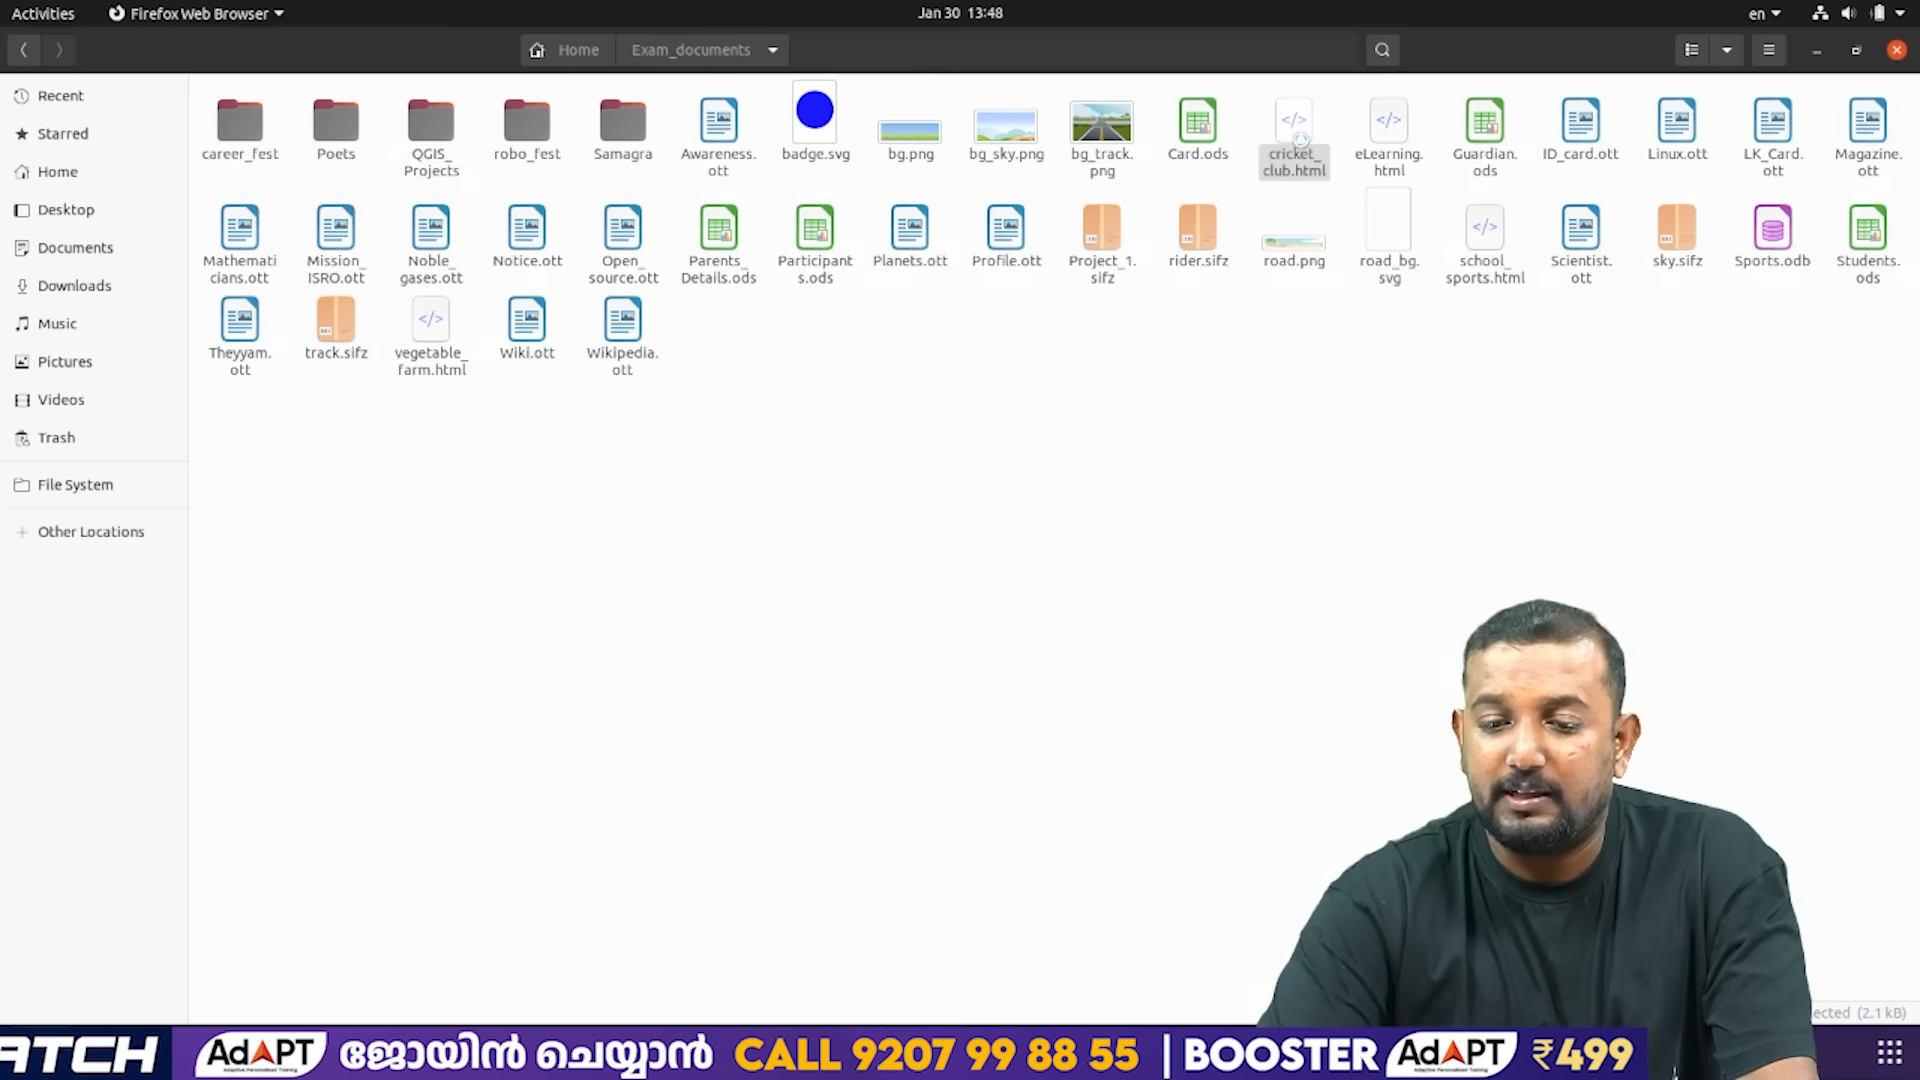 Activities
Firefox Web Browser
Jan 30 13:48
en
Home
Exam_documents
Recent
Starred
Home
Desktop
Documents
Downloads
Music
Pictures
Videos
Trash
File System
Other Locations
career_fest
Poets
QGIS_
Projects
robo_fest
Samagra
Awareness.
ott
badge.svg
bg.png
bg_sky.png
bg_track.
png
Card.ods
cricket_
club.html
eLearning.
html
Guardian.
ods
ID_card.ott
Linux.ott
LK_Card.
ott
Magazine.
ott
Mathemati
cians.ott
Mission_
ISRO.ott
Noble_
gases.ott
Notice.ott
Open_
source.ott
Parents_
Details.ods
Participant
s.ods
Planets.ott
Profile.ott
Project_1.
sifz
rider.sifz
road.png
road_bg.
svg
school_
sports.html
Scientist.
ott
sky.sifz
Sports.odb
Students.
ods
Theyyam.
ott
track.sifz
vegetable_
farm.html
Wiki.ott
Wikipedia.
ott
ected (2.1 kB)
ATCH
AdAPT
ജോയിൻ ചെയ്യാൻ CALL 9207 99 88 55 | BOOSTER AdAPT ₹499